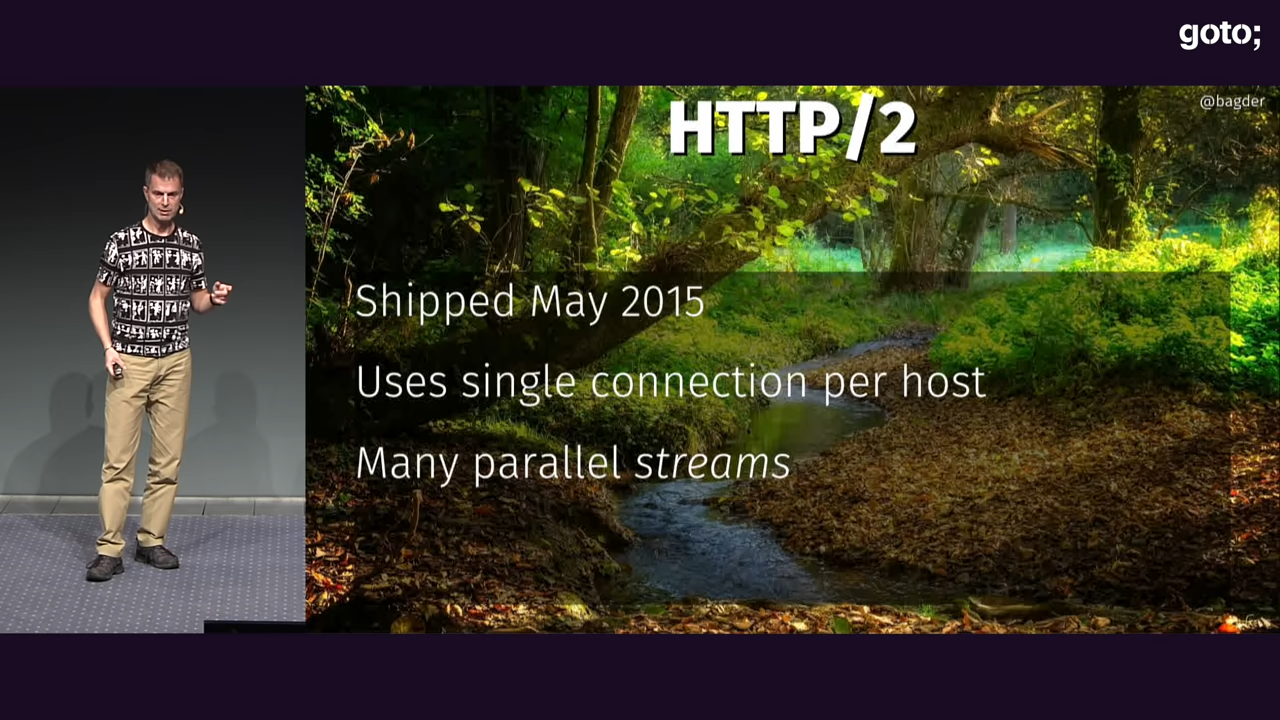 goto;
@bagder
HTTP/2
Shipped May 2015
Uses single connection per host
Many parallel streams